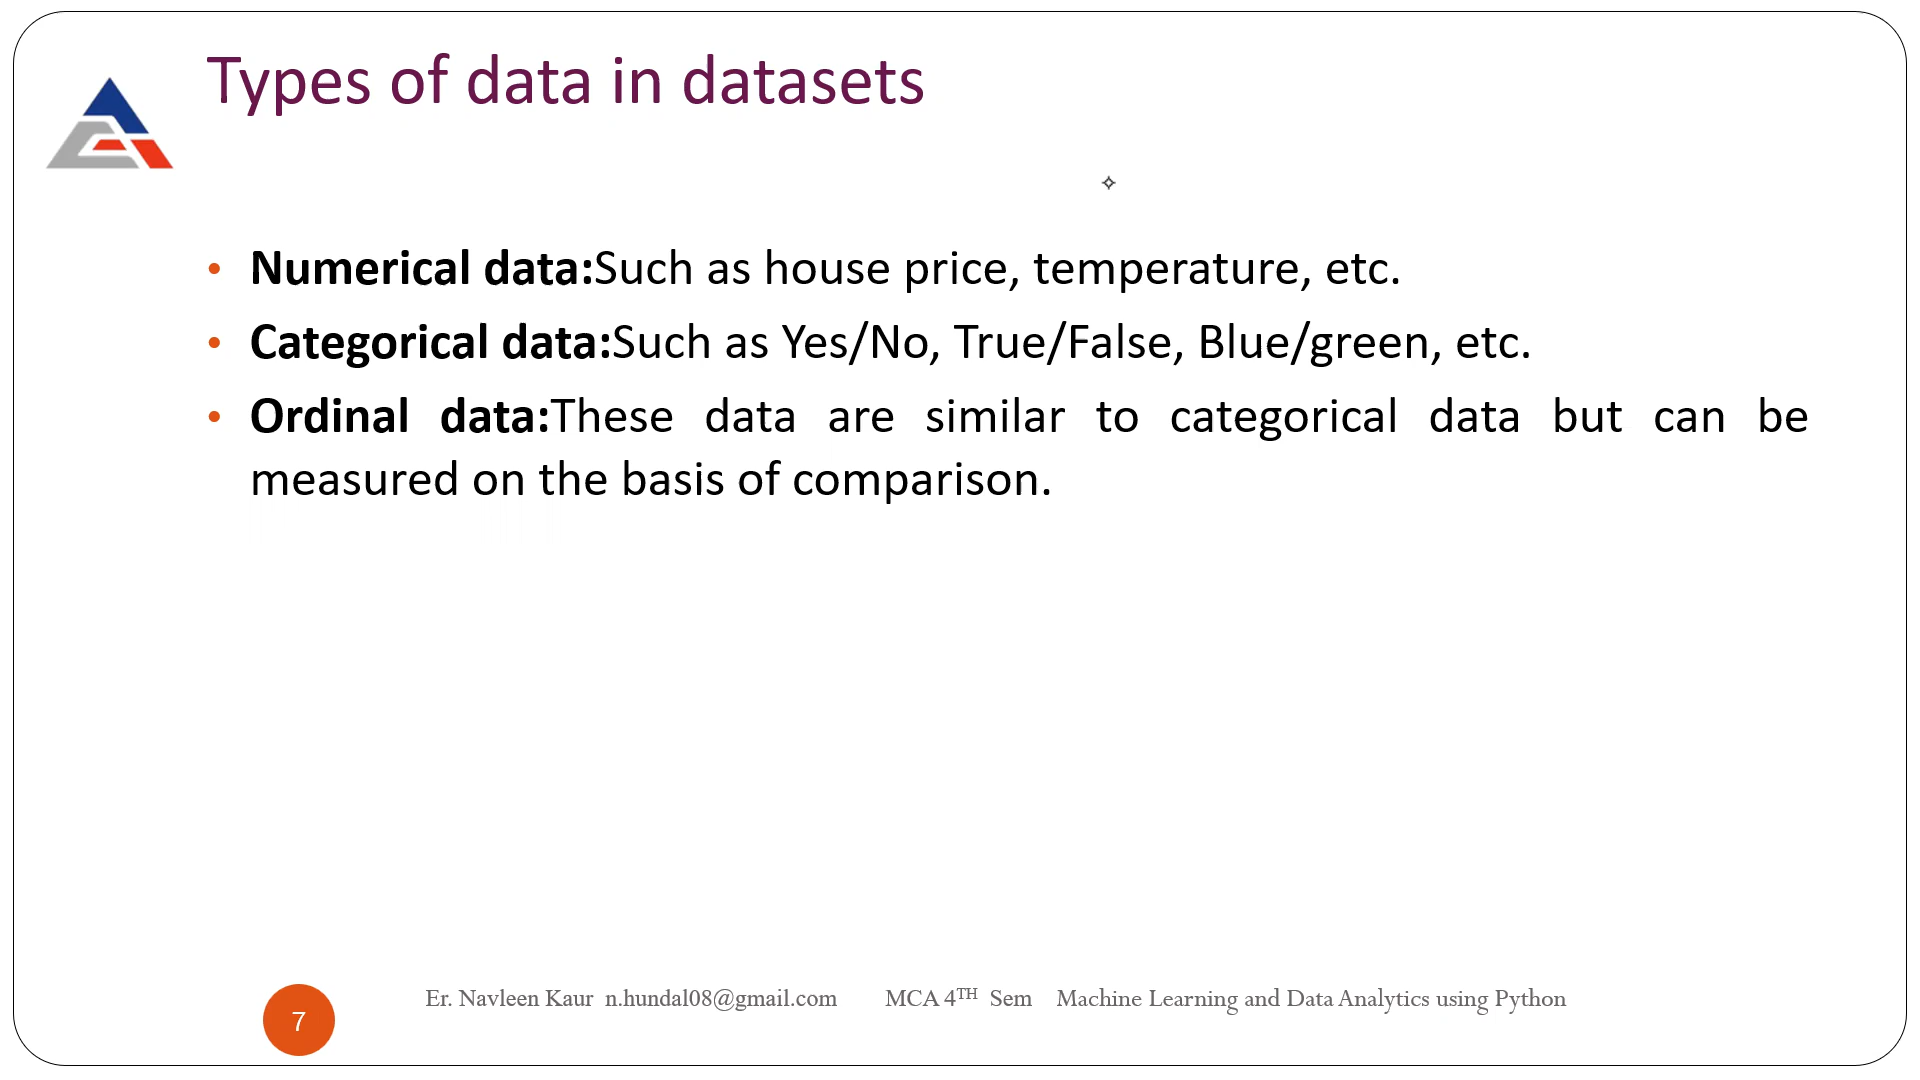 Types of data in datasets
• Numerical data:Such as house price, temperature, etc.
• Categorical data:Such as Yes/No, True/False, Blue/green, etc.
• Ordinal data:These data are similar to categorical data but can be
measured on the basis of comparison.
7
Er. Navleen Kaur n.hundal08@gmail.com MCA 4TH Sem Machine Learning and Data Analytics using Python